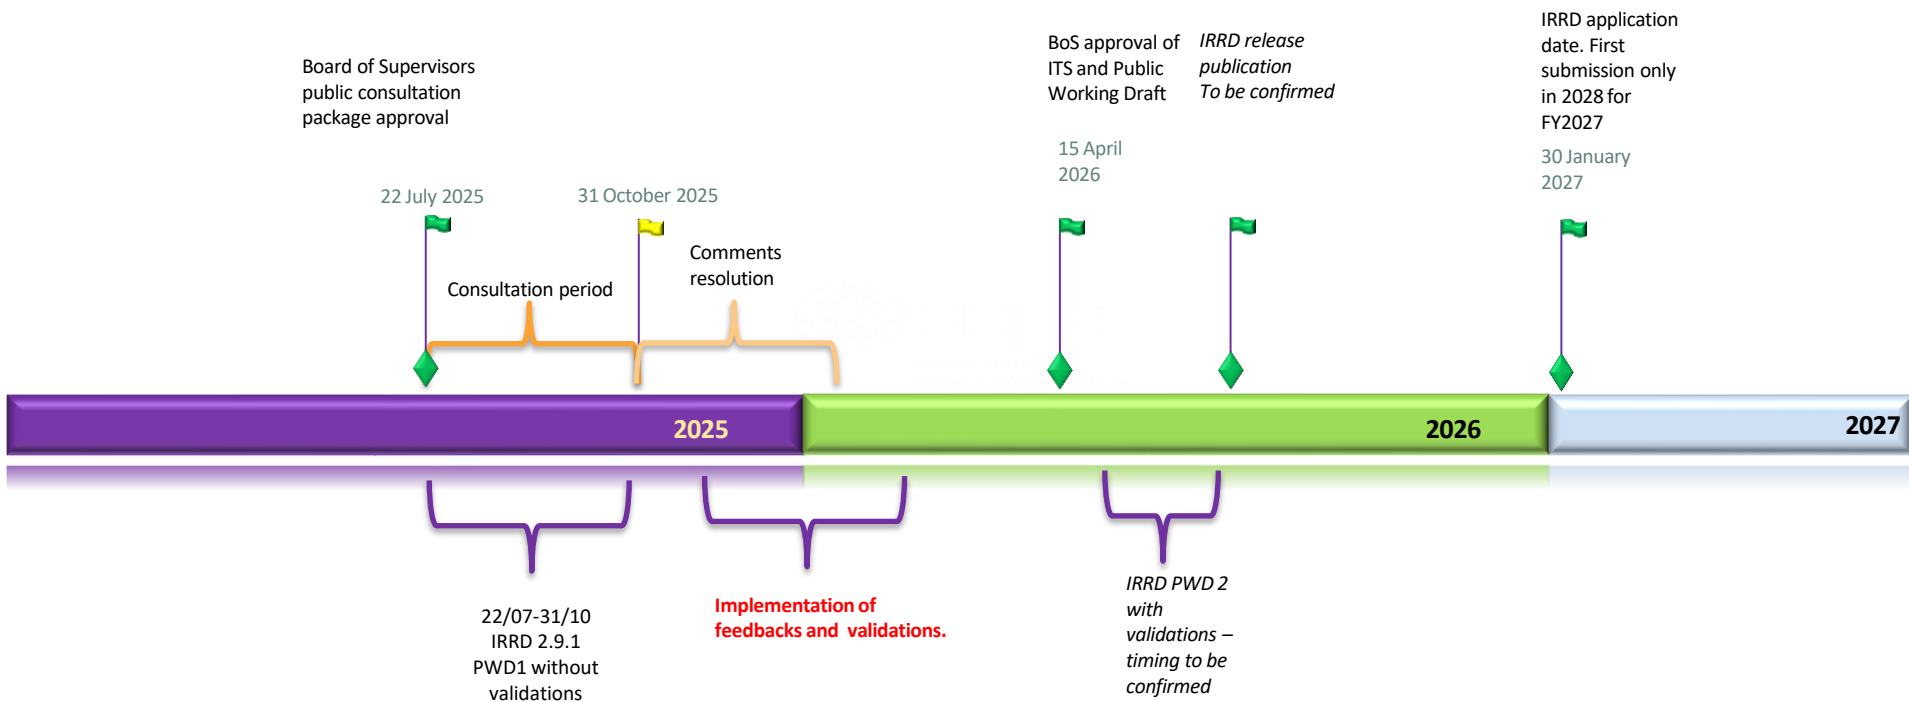 Board of Supervisors
public consultation
package approval
22 July 2025
31 October 2025
Consultation period
Comments
resolution
BoS approval of
ITS and Public
Working Draft
15 April
2026
IRRD release
publication
To be confirmed
IRRD application
date. First
submission only
in 2028 for
FY2027
30 January
2027
2025
2026
2027
22/07-31/10
IRRD 2.9.1
PWD1 without
validations
Implementation of
feedbacks and  validations.
IRRD PWD 2
with
validations –
timing to be
confirmed